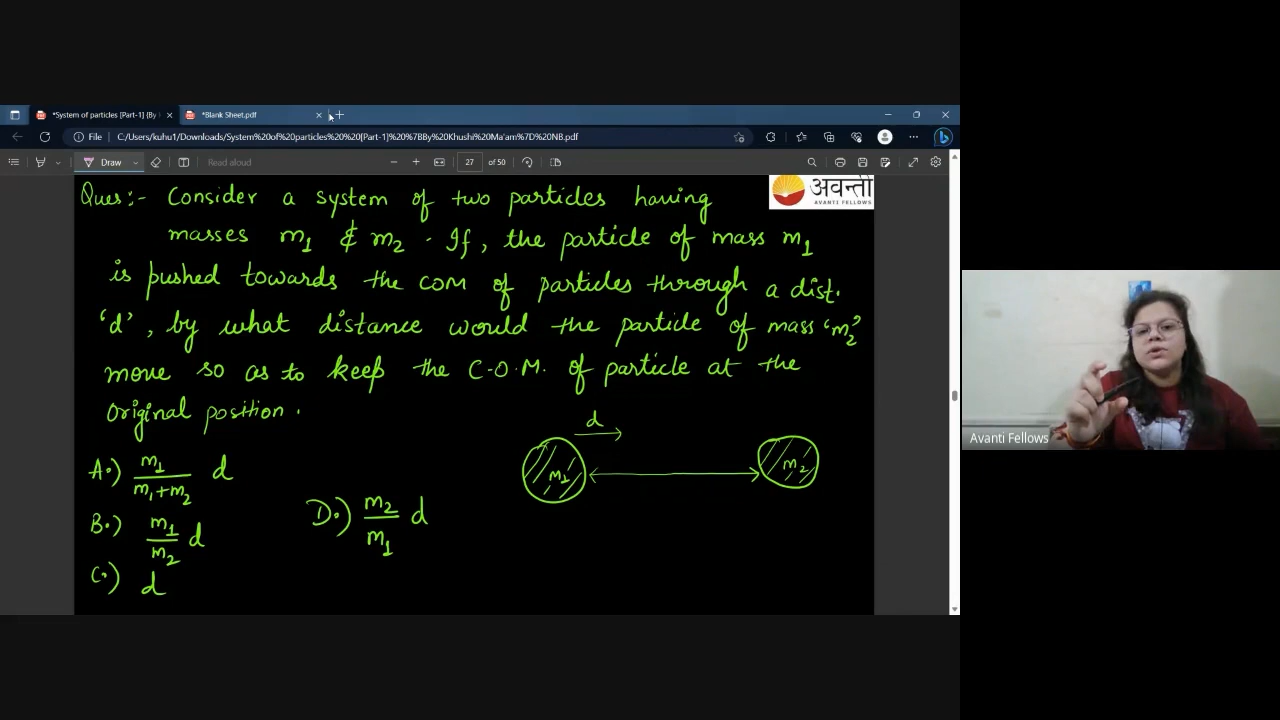 *System of particles [Part-1] {By
*Blank Sheet.pdf
File
C:/Users/kuhu1/Downloads/System%20of%20particles%20%20[Part-1]%20%7BBy%20Khushi%20Ma'am%7D%20NB.pdf
Draw
Read aloud
27 of 50
अवन्ती
AVANTI FELLOWS
Ques:- Consider a system of two particles having
masses m₁ & m₂. If, the particle of mass m₁
is pushed towards the COM of particles through a dist.
'd', by what distance would the particle of mass 'm₂'
move so as to keep the C.O.M. of particle at the
original position.
A.) m₁/(m₁+m₂) d
B.) m₁/m₂ d
C.) d
D.) m₂/m₁ d
d
m₁
m₂
Avanti Fellows